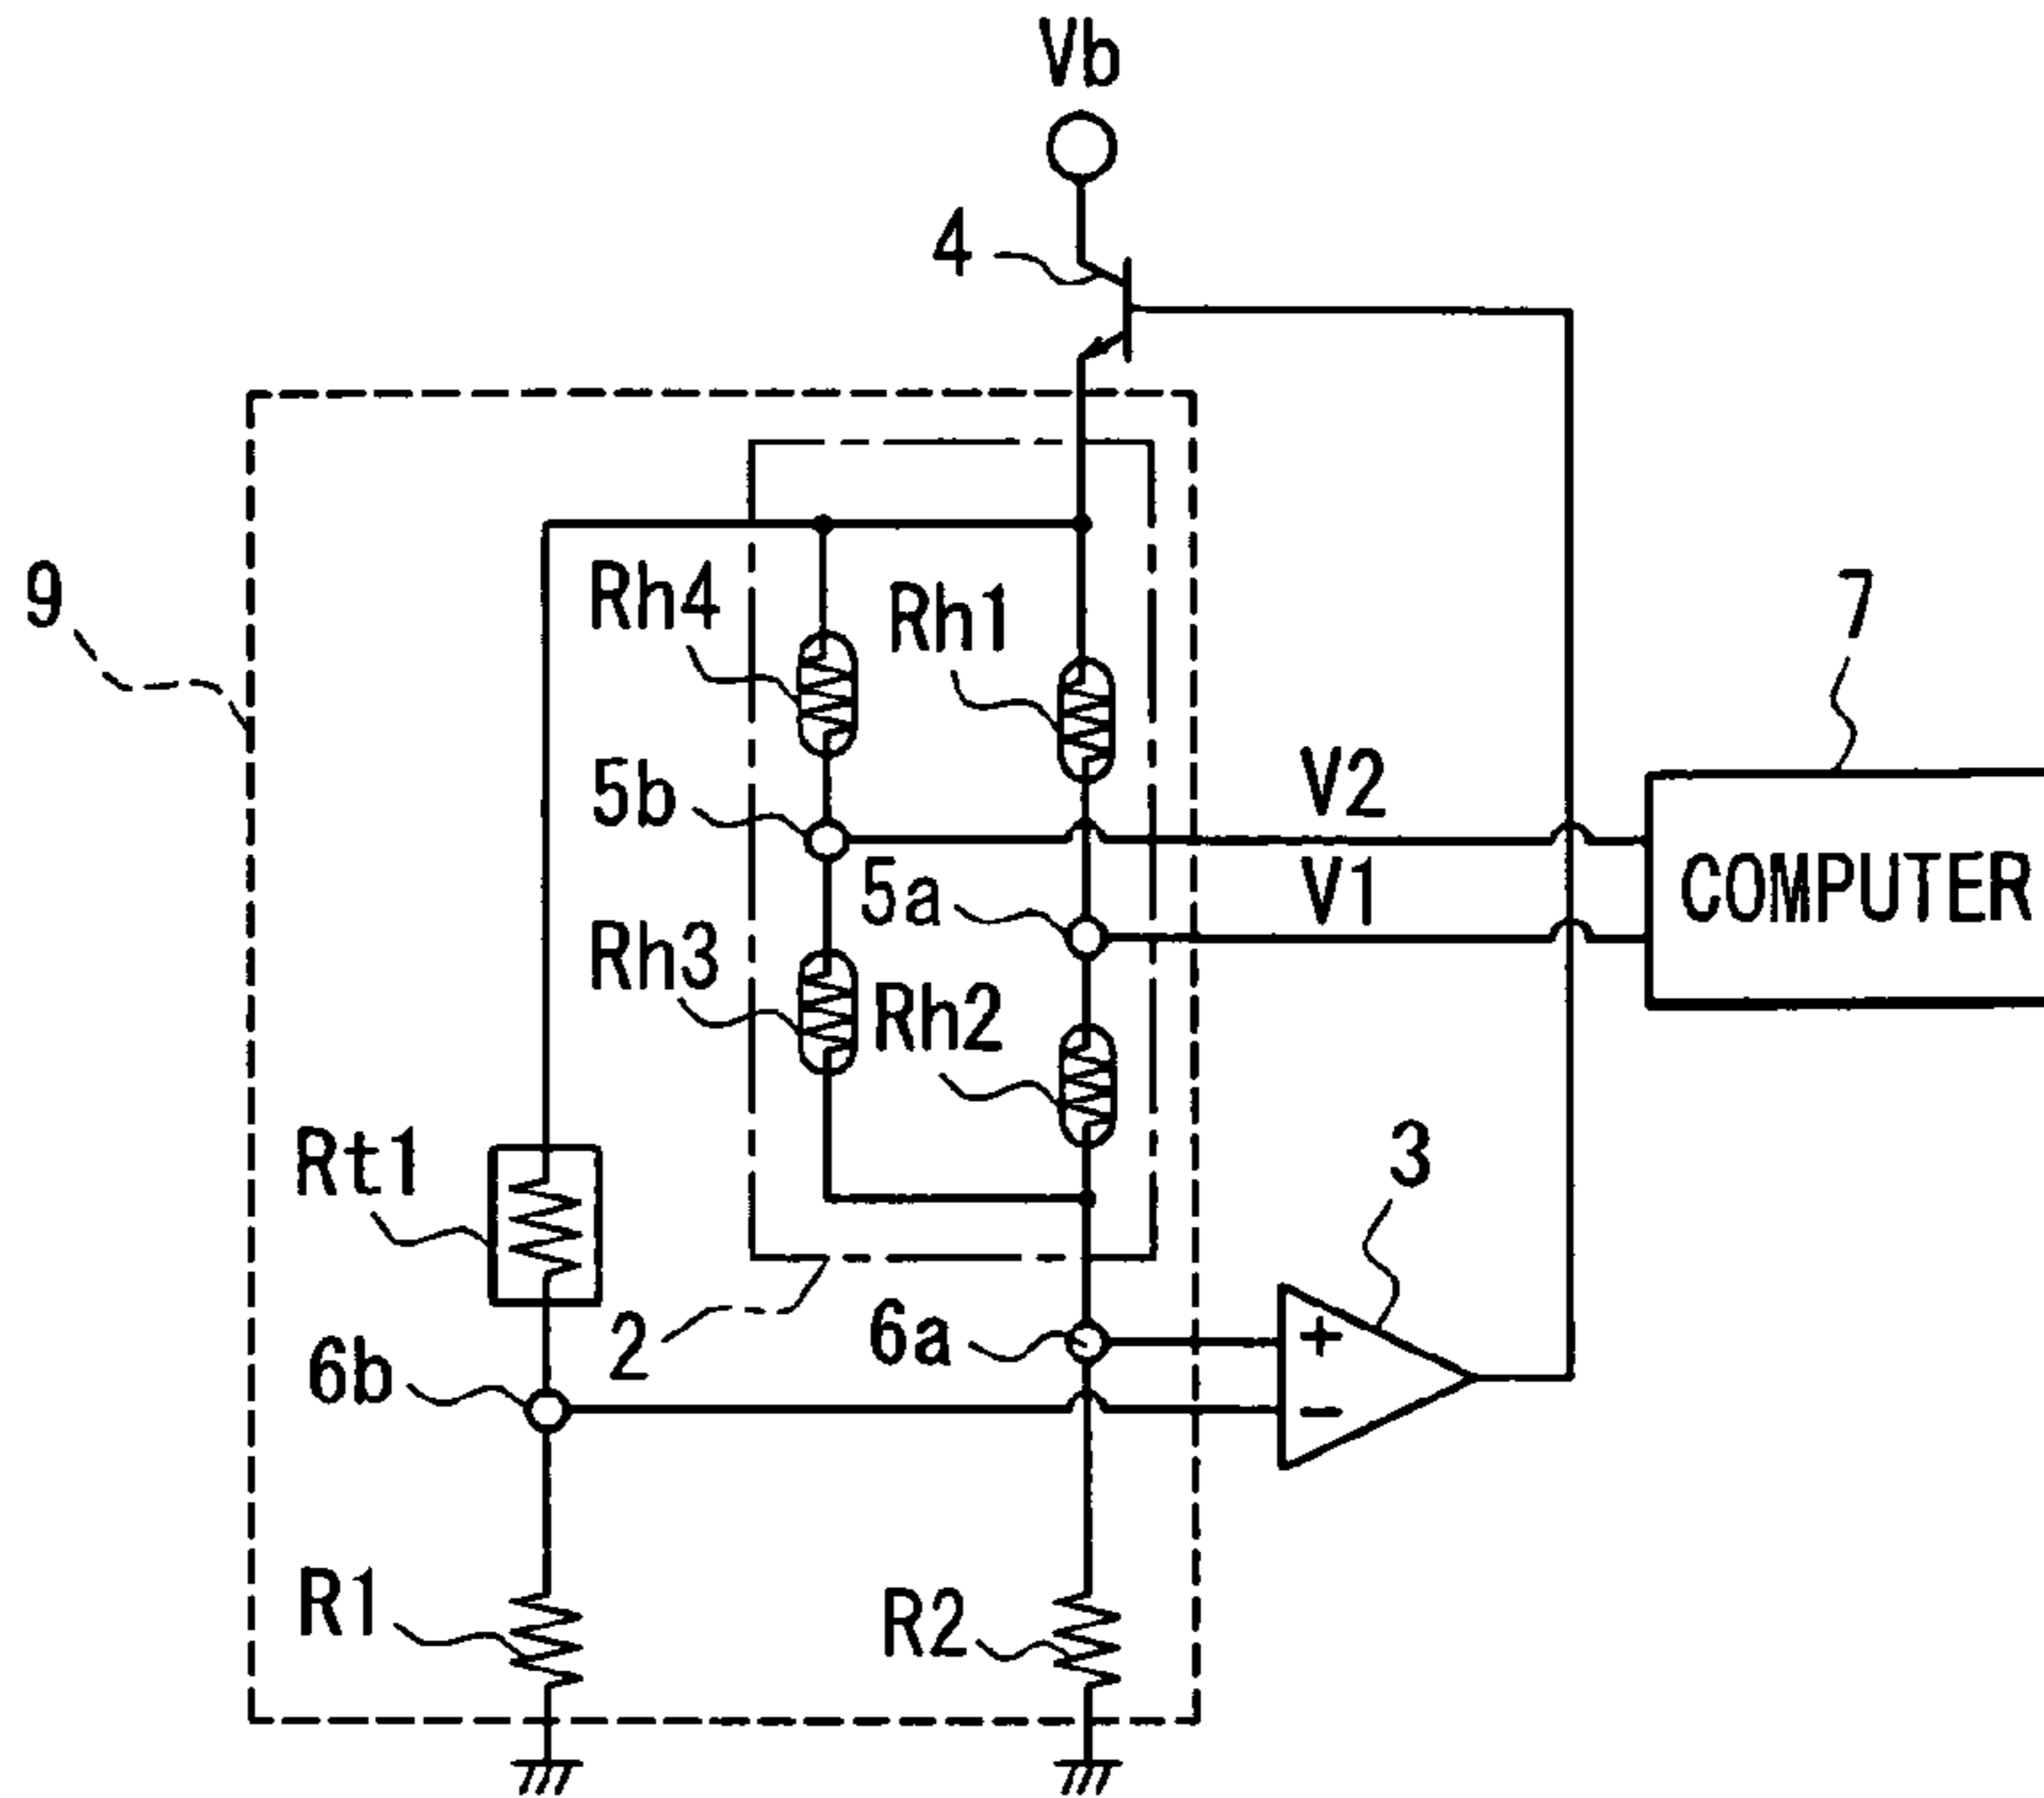 Vb
4
9
Rh4
Rh1
7
5b
V2
5a
V1
COMPUTER
Rh3
Rh2
Rt1
3
2
6a
+
6b
−
R1
R2